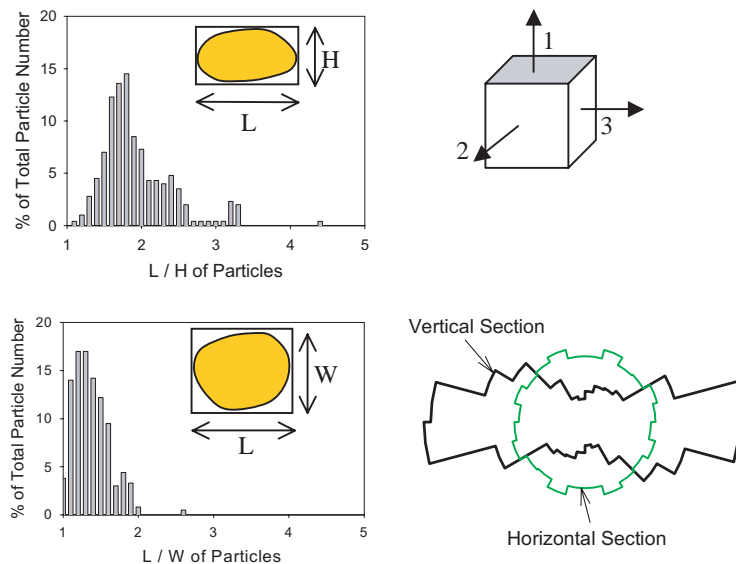 % of Total Particle Number
20
15
10
5
0
1 2 3 4 5
L / H of Particles
H
L
1
2
3
% of Total Particle Number
20
15
10
5
0
1 2 3 4 5
L / W of Particles
W
L
Vertical Section
Horizontal Section